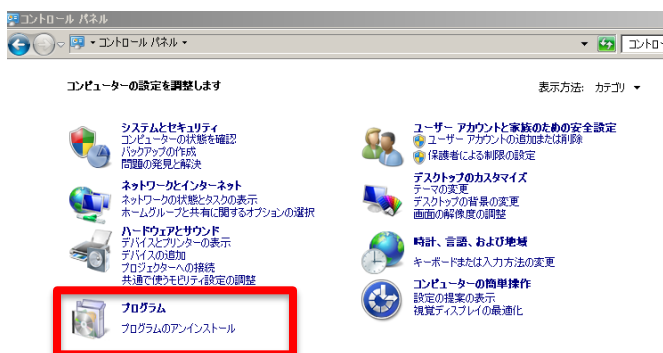 コントロール パネル
コントロール パネル
コントロ
コンピューターの設定を調整します
表示方法: カテゴリ
システムとセキュリティ
コンピューターの状態を確認
バックアップの作成
問題の発見と解決
ネットワークとインターネット
ネットワークの状態とタスクの表示
ホームグループと共有に関するオプションの選択
ハードウェアとサウンド
デバイスとプリンターの表示
デバイスの追加
プロジェクターへの接続
共通で使うモビリティ設定の調整
プログラム
プログラムのアンインストール
ユーザー アカウントと家族のための安全設定
ユーザー アカウントの追加または削除
保護者による制限の設定
デスクトップのカスタマイズ
テーマの変更
デスクトップの背景の変更
画面の解像度の調整
時計、言語、および地域
キーボードまたは入力方法の変更
コンピューターの簡単操作
設定の提案の表示
視覚ディスプレイの最適化